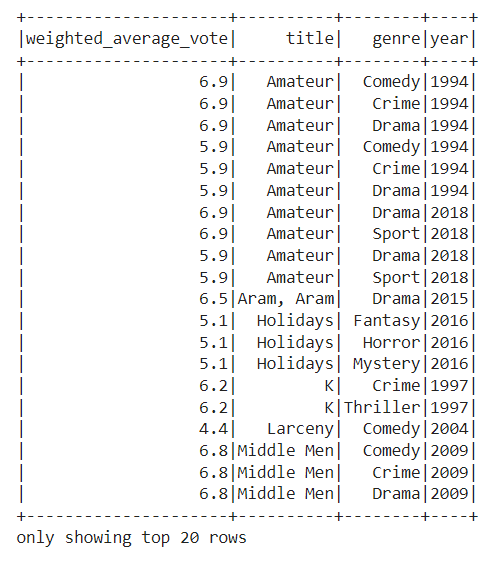 +--------------------+----------+--------+----+
|weighted_average_vote|     title|   genre|year|
+--------------------+----------+--------+----+
|                  6.9|   Amateur|  Comedy|1994|
|                  6.9|   Amateur|   Crime|1994|
|                  6.9|   Amateur|   Drama|1994|
|                  5.9|   Amateur|  Comedy|1994|
|                  5.9|   Amateur|   Crime|1994|
|                  5.9|   Amateur|   Drama|1994|
|                  6.9|   Amateur|   Drama|2018|
|                  6.9|   Amateur|   Sport|2018|
|                  5.9|   Amateur|   Drama|2018|
|                  5.9|   Amateur|   Sport|2018|
|                  6.5|Aram, Aram|   Drama|2015|
|                  5.1|  Holidays| Fantasy|2016|
|                  5.1|  Holidays|  Horror|2016|
|                  5.1|  Holidays| Mystery|2016|
|                  6.2|         K|   Crime|1997|
|                  6.2|         K|Thriller|1997|
|                  4.4|   Larceny|  Comedy|2004|
|                  6.8|Middle Men|  Comedy|2009|
|                  6.8|Middle Men|   Crime|2009|
|                  6.8|Middle Men|   Drama|2009|
+--------------------+----------+--------+----+
only showing top 20 rows